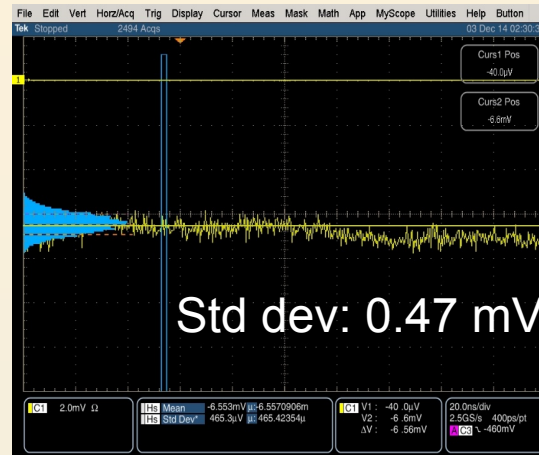 File Edit Vert Horz/Acq Trig Display Cursor Meas Mask Math App MyScope Utilities Help Button
Tek Stopped 2494 Acqs 03 Dec 14 02:30:3
Curs1 Pos
-40.0µV
Curs2 Pos
-6.6mV
1
Std dev: 0.47 mV
C1 2.0mV Ω
Hs Mean -6.553mV µ:-6.5570906m
Hs Std Dev* 465.3µV µ: 465.42354µ
C1 V1 : -40 .0µV
V2 : -6 .6mV
ΔV : -6 .56mV
20.0ns/div
2.5GS/s 400ps/pt
A C3 -460mV